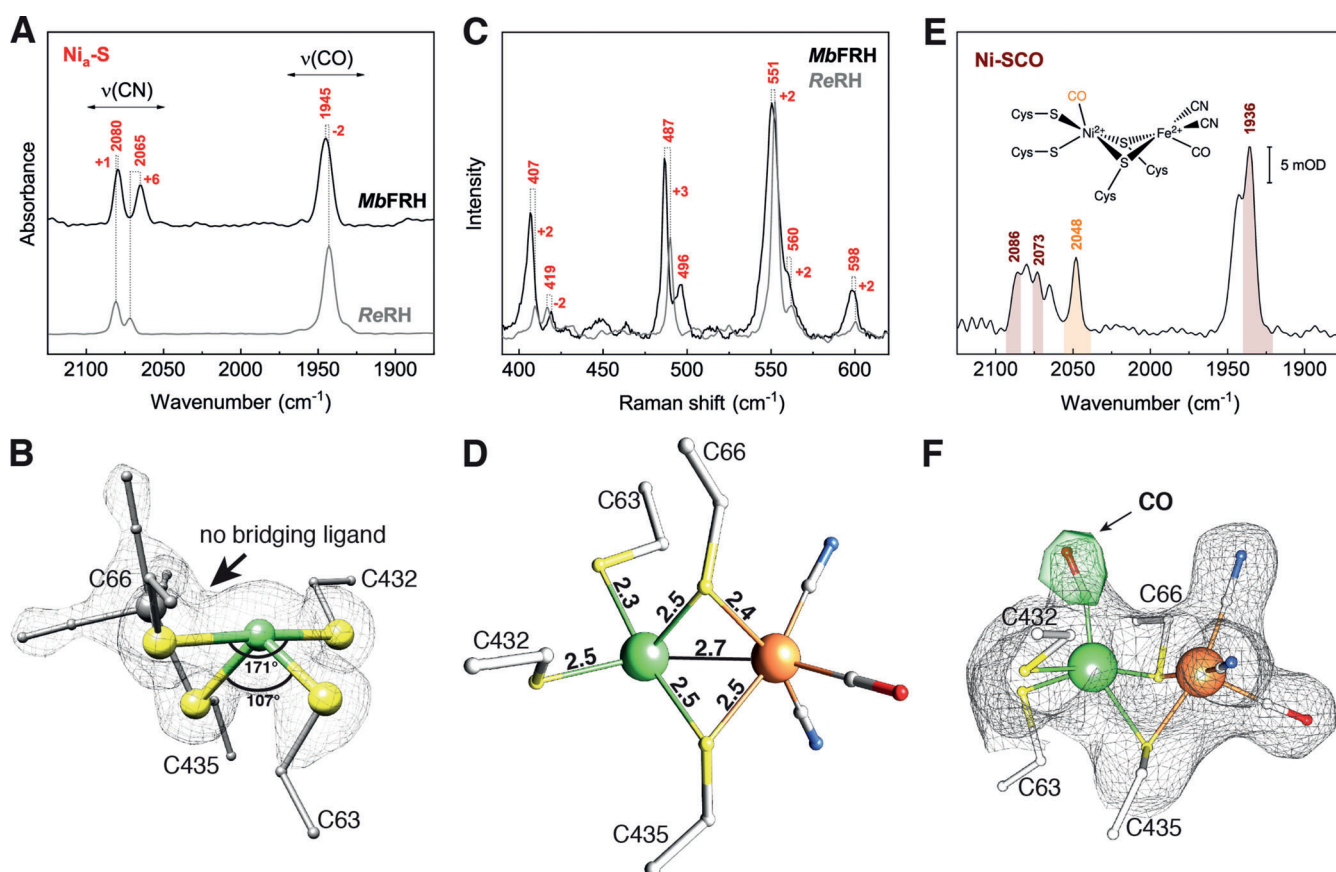 A
Niₐ-S
ν(CO)
ν(CN)
+1
2080
2065
+6
1945
-2
MbFRH
ReRH
Absorbance
2100
2050
2000
1950
1900
Wavenumber (cm⁻¹)
C
MbFRH
ReRH
407
+2
419
-2
487
+3
496
551
+2
560
+2
598
+2
Intensity
400
450
500
550
600
Raman shift (cm⁻¹)
E
Ni-SCO
CO
Cys
S
Ni²⁺
Cys
S
S
S
Cys
Cys
Fe²⁺
CN
CN
CO
1936
5 mOD
2086
2073
2048
2100
2050
2000
1950
1900
Wavenumber (cm⁻¹)
B
no bridging ligand
C66
C432
171°
107°
C435
C63
D
C66
C63
C432
2.3
2.5
2.4
2.5
2.7
2.5
2.5
C435
F
CO
C66
C432
C63
C435